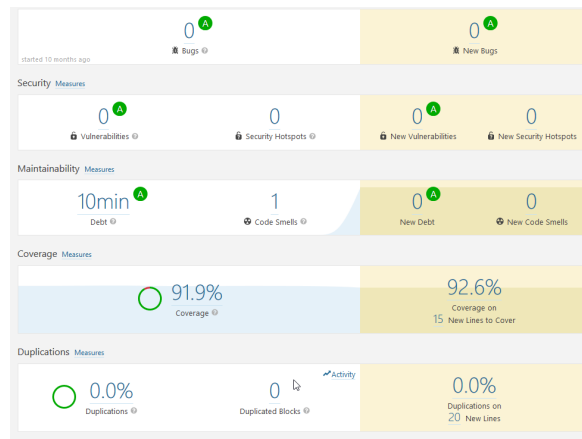 0 A
0 A
Bugs
New Bugs
started 10 months ago
Security Measures
0 A
0
0 A
0
Vulnerabilities
Security Hotspots
New Vulnerabilities
New Security Hotspots
Maintainability Measures
10min A
1
0 A
0
Debt
Code Smells
New Debt
New Code Smells
Coverage Measures
91.9%
92.6%
Coverage
Coverage on
15 New Lines to Cover
Duplications Measures
Activity
0.0%
0
0.0%
Duplications
Duplicated Blocks
Duplications on
20 New Lines